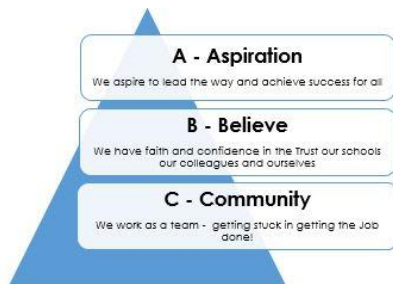 A - Aspiration
We aspire to lead the way and achieve success for all
B - Believe
We have faith and confidence in the Trust our schools
our colleagues and ourselves
C - Community
We work as a team - getting stuck in getting the Job
done!